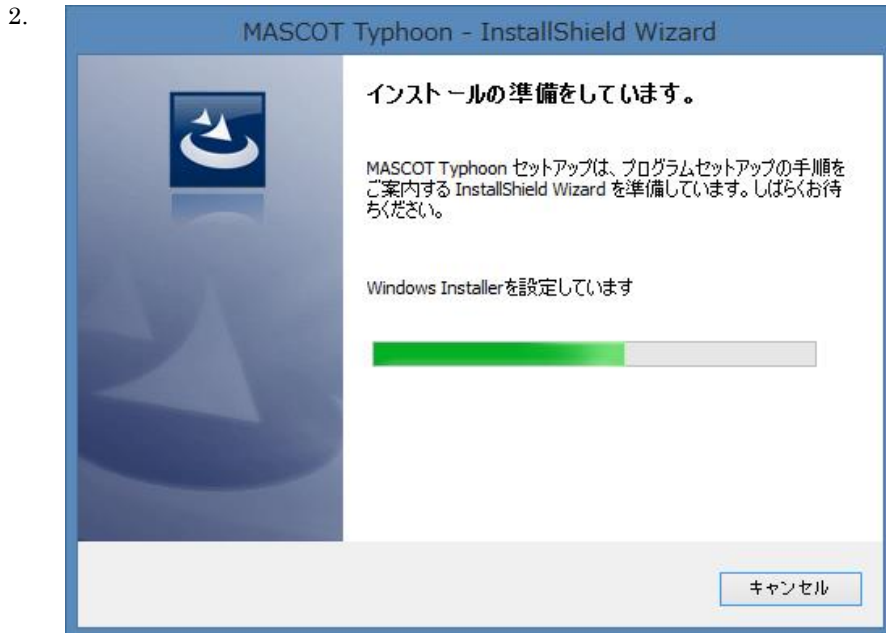 2.
MASCOT Typhoon - InstallShield Wizard
インストールの準備をしています。
MASCOT Typhoon セットアップは、プログラムセットアップの手順を
ご案内する InstallShield Wizard を準備しています。しばらくお待
ちください。
Windows Installerを設定しています
キャンセル